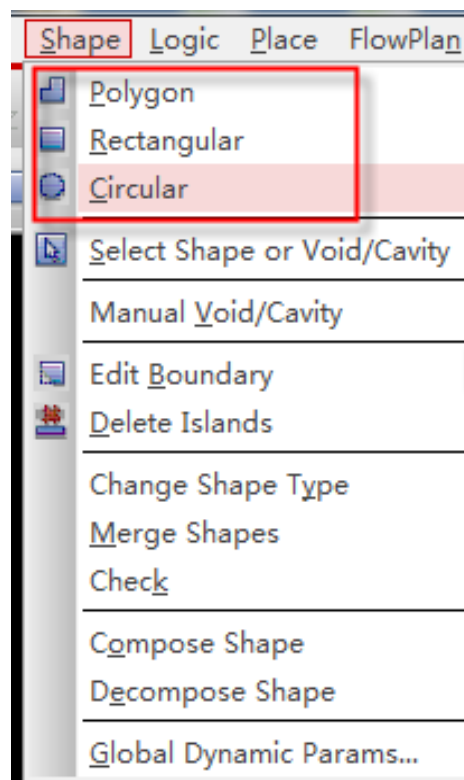 Shape Logic Place FlowPlan
Polygon
Rectangular
Circular
Select Shape or Void/Cavity
Manual Void/Cavity
Edit Boundary
Delete Islands
Change Shape Type
Merge Shapes
Check
Compose Shape
Decompose Shape
Global Dynamic Params...